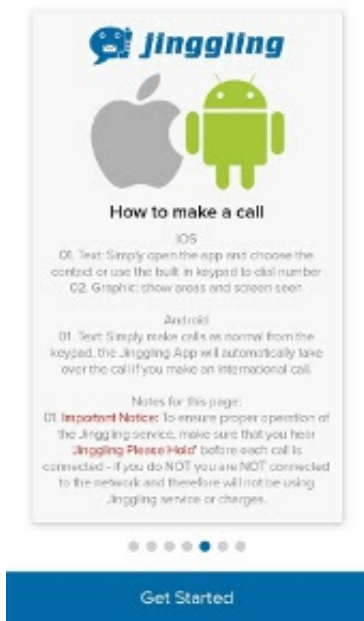 jinggling
How to make a call
iOS
01. Text: Simply open the app and choose the
contact or use the built in keypad to dial number
02. Graphic: show areas and screen seen
Android
01. Text: Simply make calls as normal from the
keypad, the Jinggling App will automatically take
over the call if you make an international call.
Notes for this page:
01. Important Notice: To ensure proper operation of
the Jinggling service, make sure that you hear
'Jinggling Please Hold' before each call is
connected - if you do NOT you are NOT connected
to the network and therefore will not be using
Jinggling service or charges.
Get Started